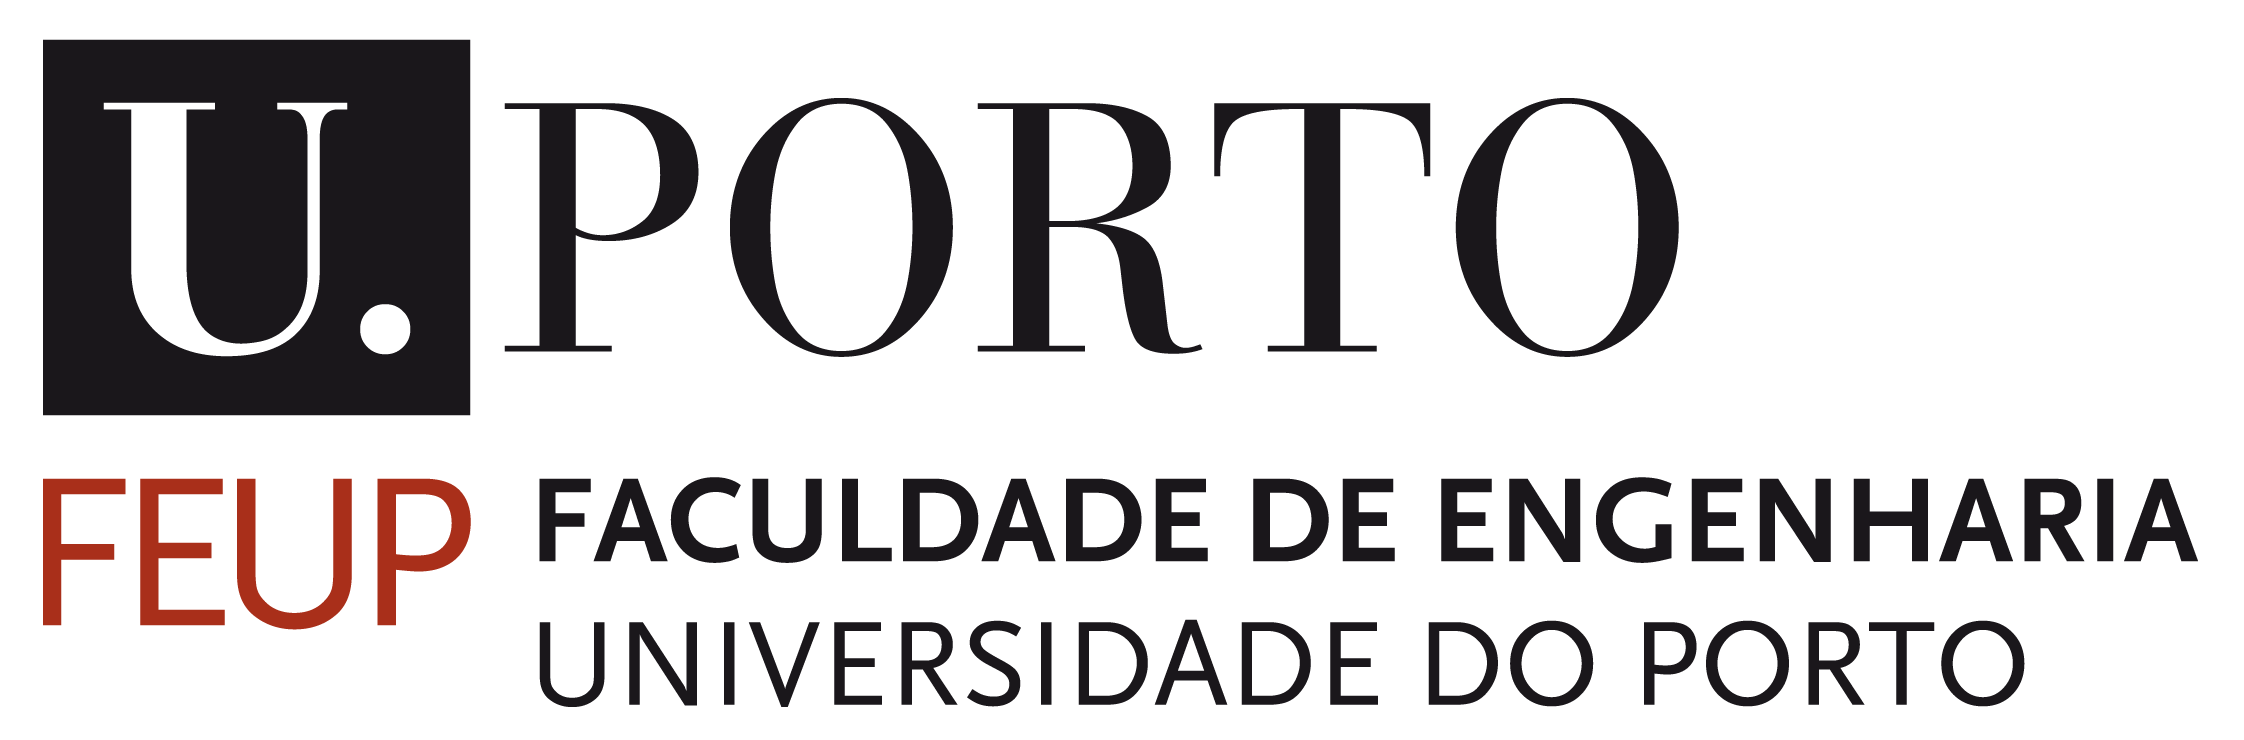 U.PORTO
FEUP FACULDADE DE ENGENHARIA
UNIVERSIDADE DO PORTO